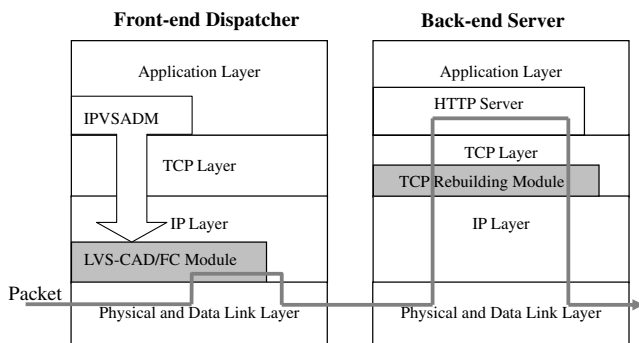 Front-end Dispatcher
Back-end Server
Application Layer
Application Layer
IPVSADM
HTTP Server
TCP Layer
TCP Layer
TCP Rebuilding Module
IP Layer
IP Layer
LVS-CAD/FC Module
Packet
Physical and Data Link Layer
Physical and Data Link Layer